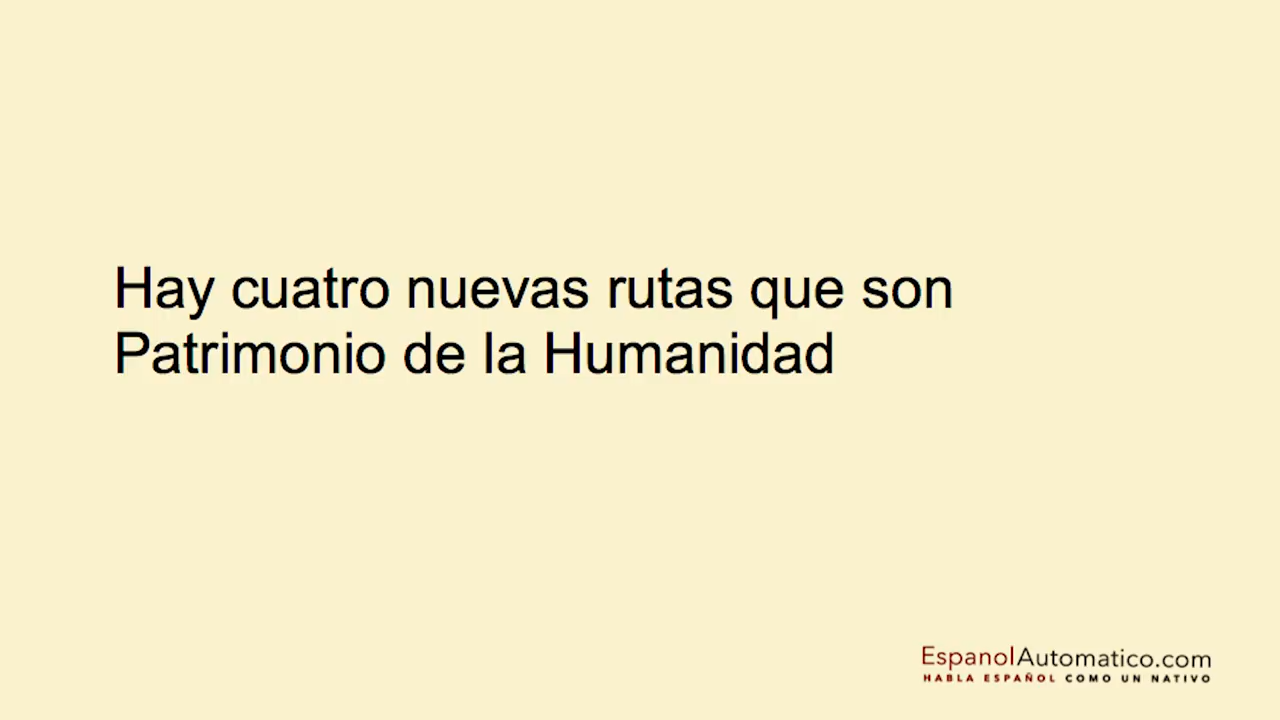 Hay cuatro nuevas rutas que son
Patrimonio de la Humanidad
EspanolAutomatico.com
HABLA ESPAÑOL COMO UN NATIVO